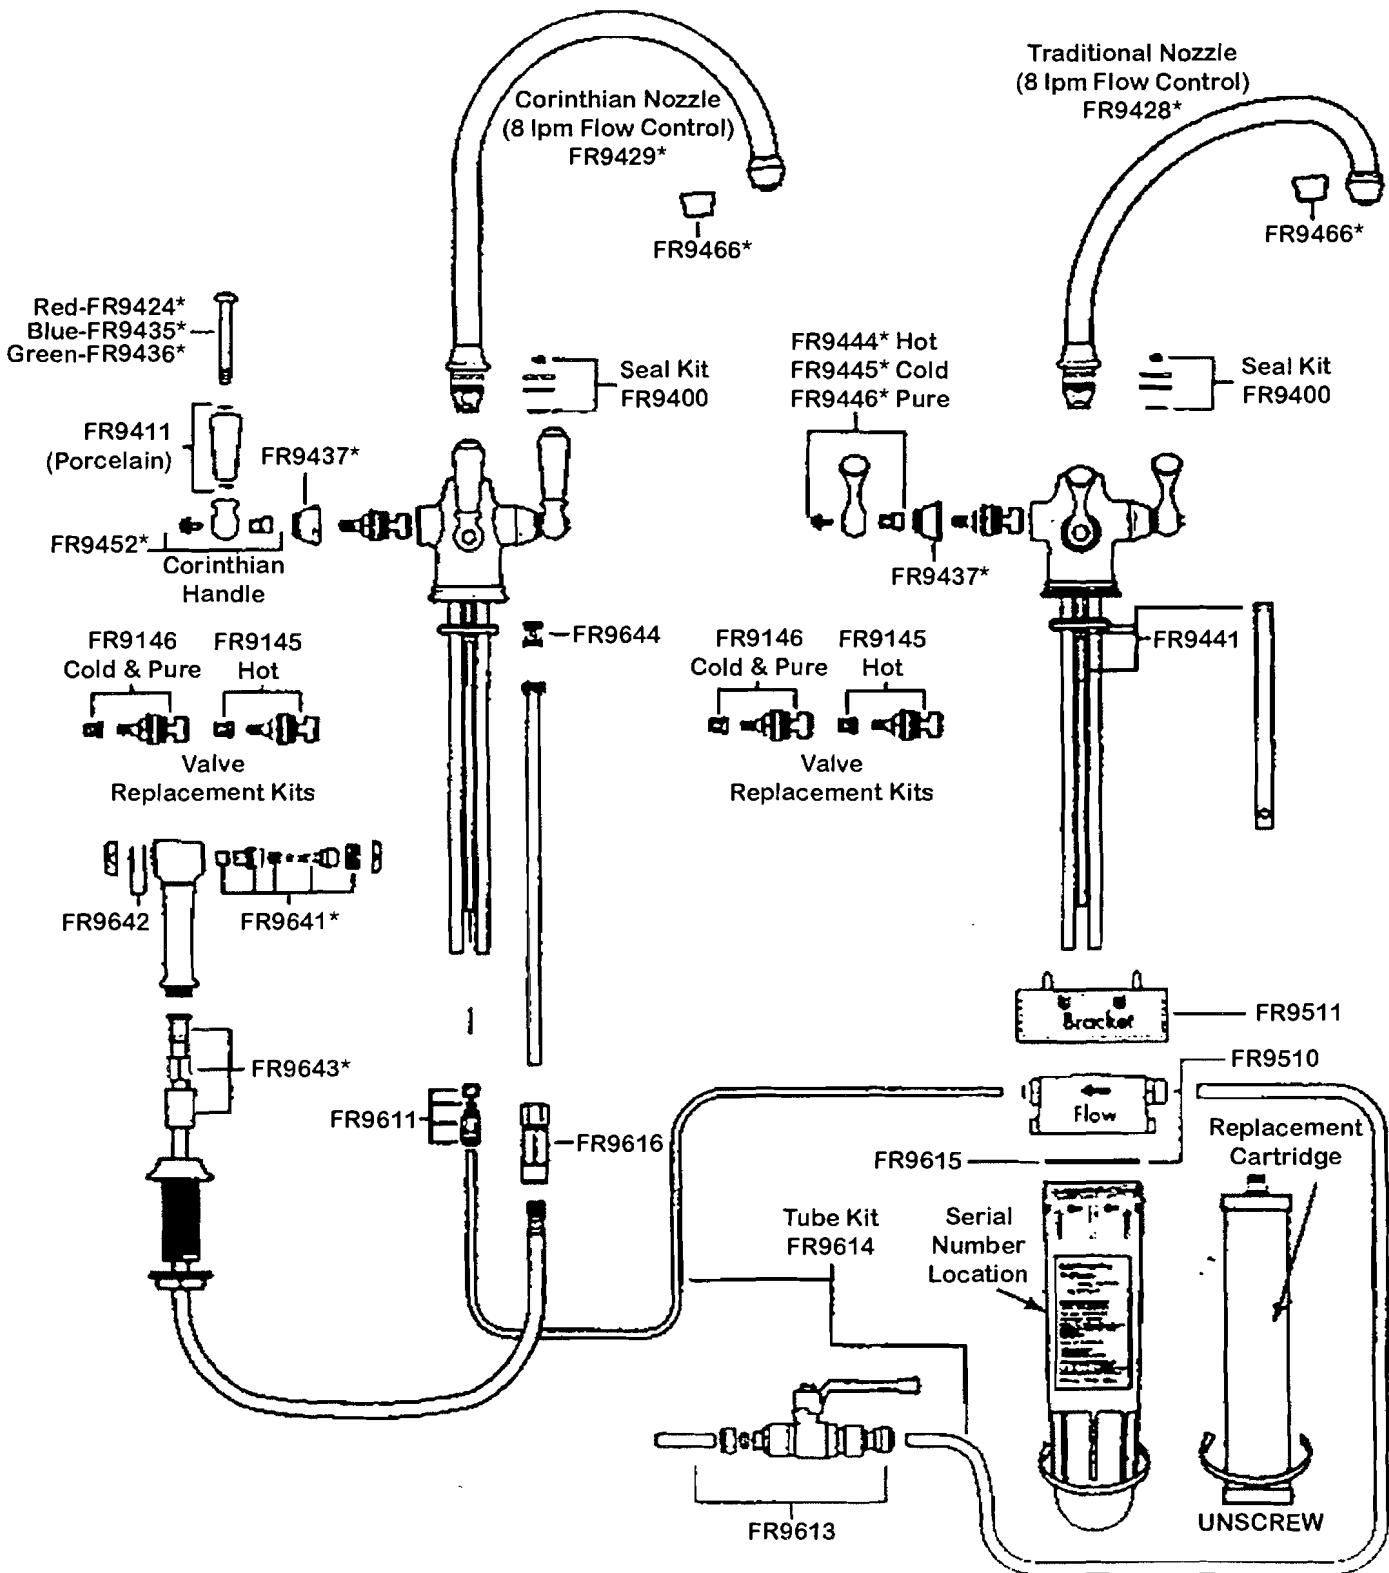 Corinthian Nozzle
(8 lpm Flow Control)
FR9429*
Traditional Nozzle
(8 lpm Flow Control)
FR9428*
FR9466*
FR9466*
Red-FR9424*
Blue-FR9435*
Green-FR9436*
Seal Kit
FR9400
FR9444* Hot
FR9445* Cold
FR9446* Pure
Seal Kit
FR9400
FR9411
(Porcelain)
FR9437*
FR9452*
Corinthian
Handle
FR9437*
FR9146
Cold & Pure
FR9145
Hot
FR9644
FR9146
Cold & Pure
FR9145
Hot
FR9441
Valve
Replacement Kits
Valve
Replacement Kits
FR9642
FR9641*
FR9643*
FR9611
FR9616
Bracket
FR9511
FR9510
Flow
FR9615
Replacement
Cartridge
Tube Kit
FR9614
Serial
Number
Location
FR9613
UNSCREW